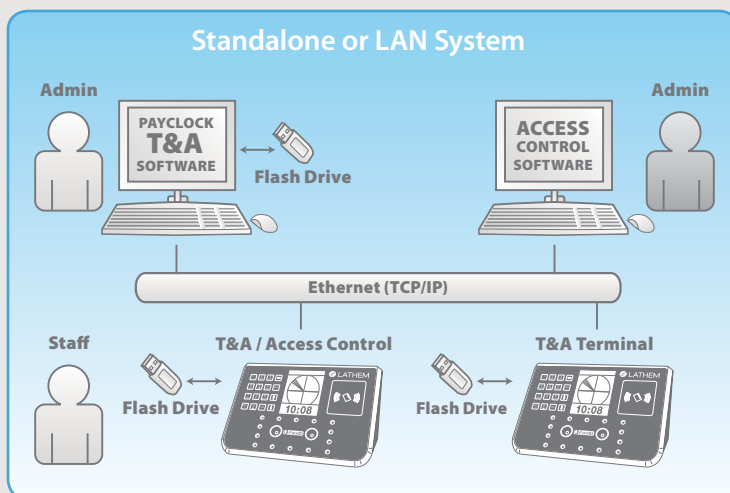 Standalone or LAN System
Admin
Admin
PAYCLOCK
T&A
SOFTWARE
Flash Drive
ACCESS
CONTROL
SOFTWARE
Ethernet (TCP/IP)
Staff
T&A / Access Control
T&A Terminal
Flash Drive
LATHEM
10:08
Flash Drive
LATHEM
10:08